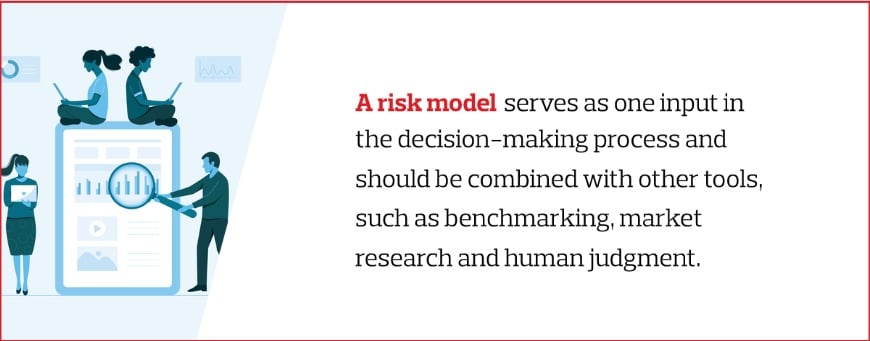 A risk model serves as one input in
the decision-making process and
should be combined with other tools,
such as benchmarking, market
research and human judgment.